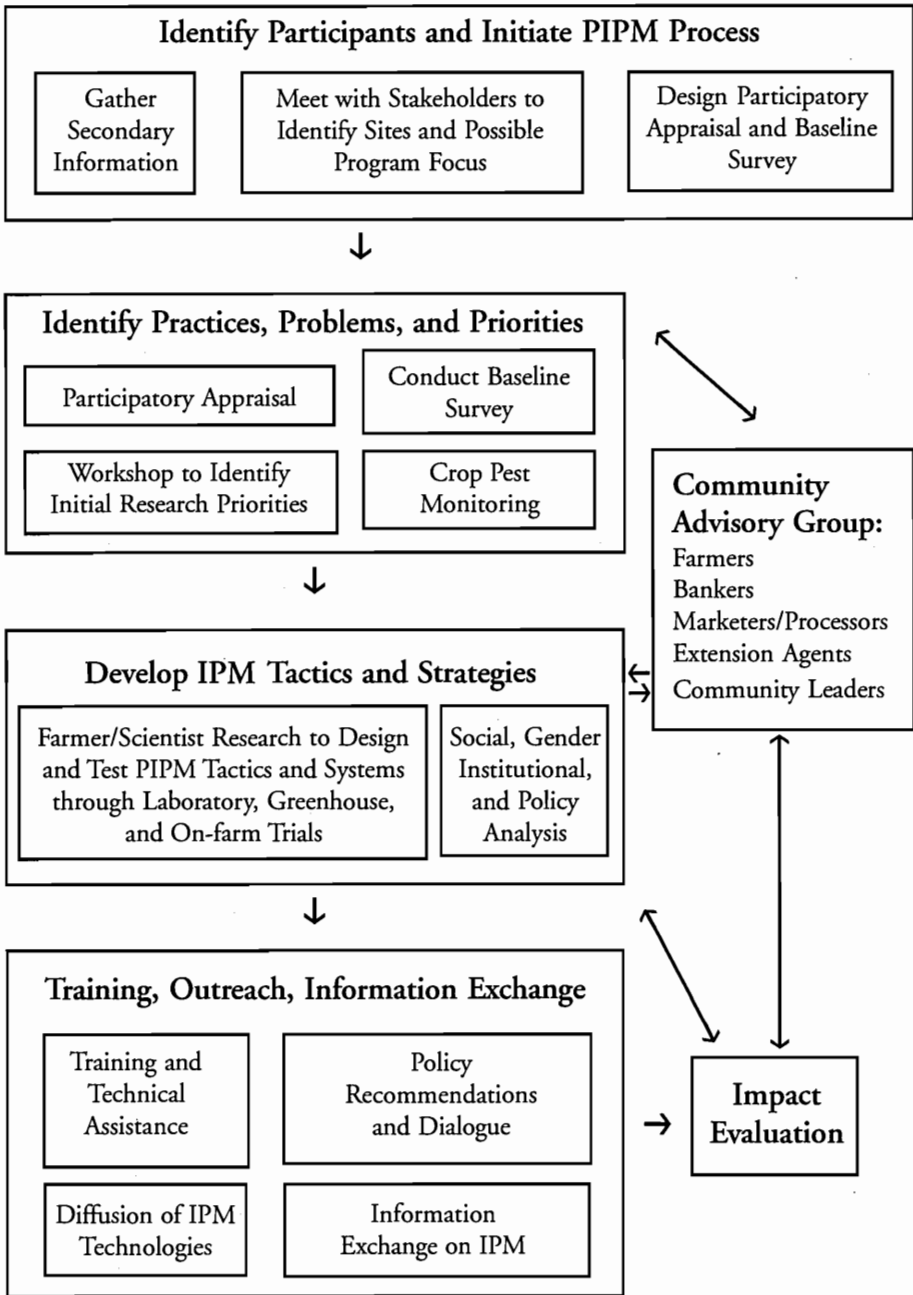 Identify Participants and Initiate PIPM Process
Gather
Secondary
Information
Meet with Stakeholders to
Identify Sites and Possible
Program Focus
Design Participatory
Appraisal and Baseline
Survey
Identify Practices, Problems, and Priorities
Participatory Appraisal
Conduct Baseline
Survey
Workshop to Identify
Initial Research Priorities
Crop Pest
Monitoring
Community
Advisory Group:
Farmers
Bankers
Marketers/Processors
Extension Agents
Community Leaders
Develop IPM Tactics and Strategies
Farmer/Scientist Research to Design
and Test PIPM Tactics and Systems
through Laboratory, Greenhouse,
and On-farm Trials
Social, Gender
Institutional,
and Policy
Analysis
Training, Outreach, Information Exchange
Training and
Technical
Assistance
Policy
Recommendations
and Dialogue
Diffusion of IPM
Technologies
Information
Exchange on IPM
Impact
Evaluation